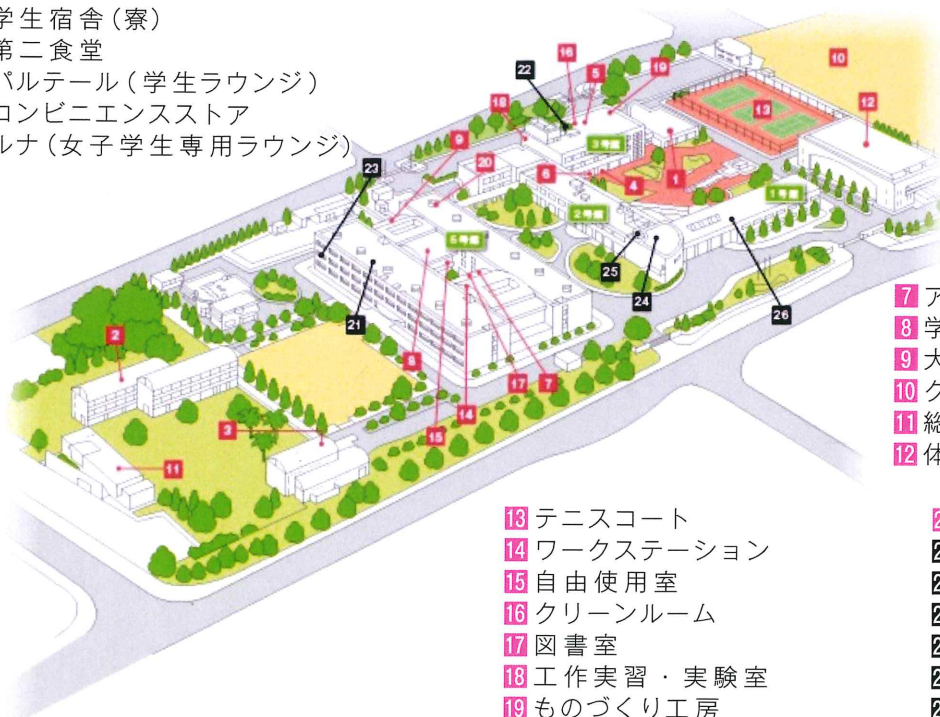 学生宿舎(寮)
第二食堂
パルテール(学生ラウンジ)
コンビニエンスストア
ルナ(女子学生専用ラウンジ)
22
16
5
19
10
18
13
12
9
3号館
23
20
6
4
1
1号館
2号館
5号館
25
24
26
21
2
8
17
7
14
15
3
11
7 ア
8 学
9 大
10 グ
11 総
12 体
13 テニスコート
14 ワークステーション
15 自由使用室
16 クリーンルーム
17 図書室
18 工作実習・実験室
19 ものづくり工房